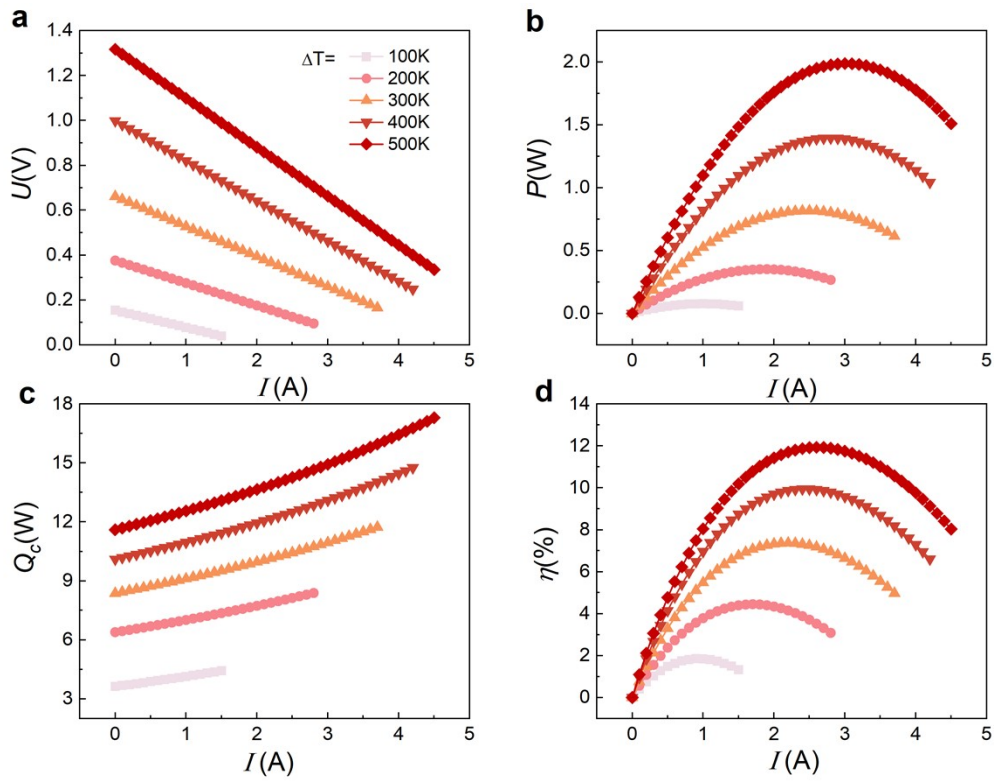 a
U(V)
1.4
1.2
1.0
0.8
0.6
0.4
0.2
0.0
ΔT=
100K
200K
300K
400K
500K
0 1 2 3 4 5
I(A)
b
P(W)
2.0
1.5
1.0
0.5
0.0
0 1 2 3 4 5
I(A)
c
Qc(W)
18
15
12
9
6
3
0 1 2 3 4 5
I(A)
d
η(%)
14
12
10
8
6
4
2
0
0 1 2 3 4 5
I(A)